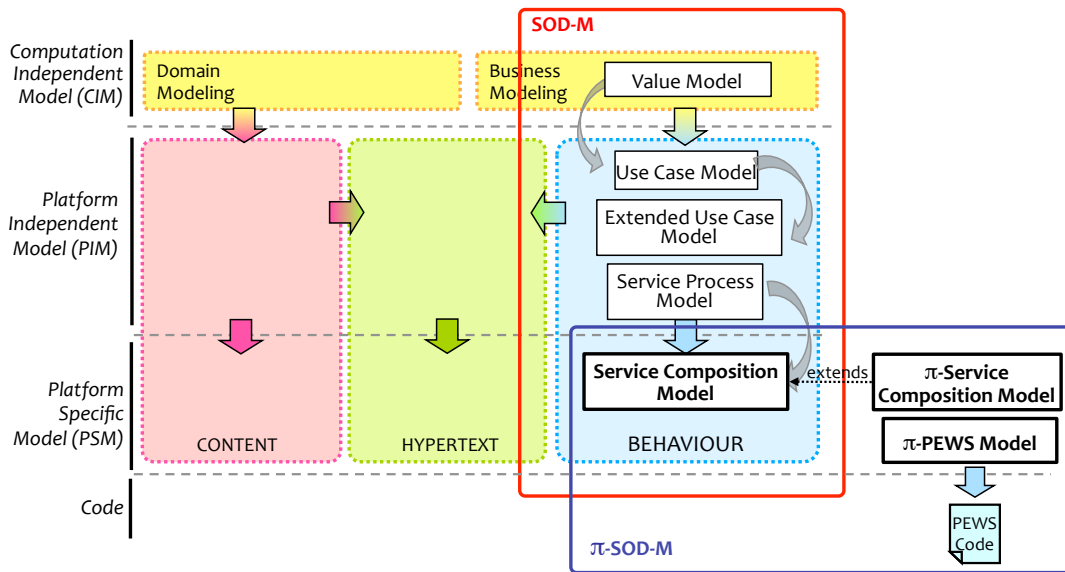 SOD-M
Computation
Independent
Model (CIM)
Domain
Modeling
Business
Modeling
Value Model
Platform
Independent
Model (PIM)
Use Case Model
Extended Use Case
Model
Service Process
Model
Platform
Specific
Model (PSM)
Service Composition
Model
extends
π-Service
Composition Model
π-PEWS Model
CONTENT
HYPERTEXT
BEHAVIOUR
Code
PEWS
Code
π-SOD-M